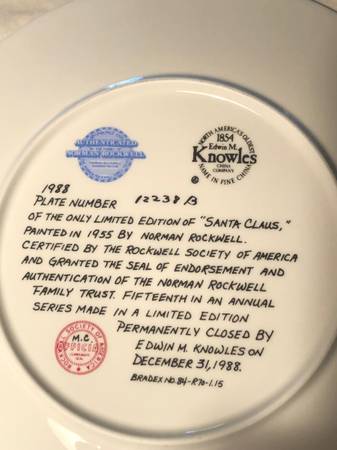 AUTHENTICATED
NORMAN ROCKWELL
NORTH AMERICA'S OLDEST
1854
Edwin M.
Knowles
CHINA
COMPANY
NAME IN FINE CHINA
©
1988
PLATE NUMBER 12238B
OF THE ONLY LIMITED EDITION OF "SANTA CLAUS,"
PAINTED IN 1955 BY NORMAN ROCKWELL.
CERTIFIED BY THE ROCKWELL SOCIETY OF AMERICA
AND GRANTED THE SEAL OF ENDORSEMENT AND
AUTHENTICATION OF THE NORMAN ROCKWELL
FAMILY TRUST. FIFTEENTH IN AN ANNUAL
SERIES MADE IN A LIMITED EDITION
PERMANENTLY CLOSED BY
EDWIN M. KNOWLES ON
DECEMBER 31, 1988.
BRADEX NO. 84-R70-1.15
ROCKWELL SOCIETY OF AMERICA
M.C.
OFFICIAL